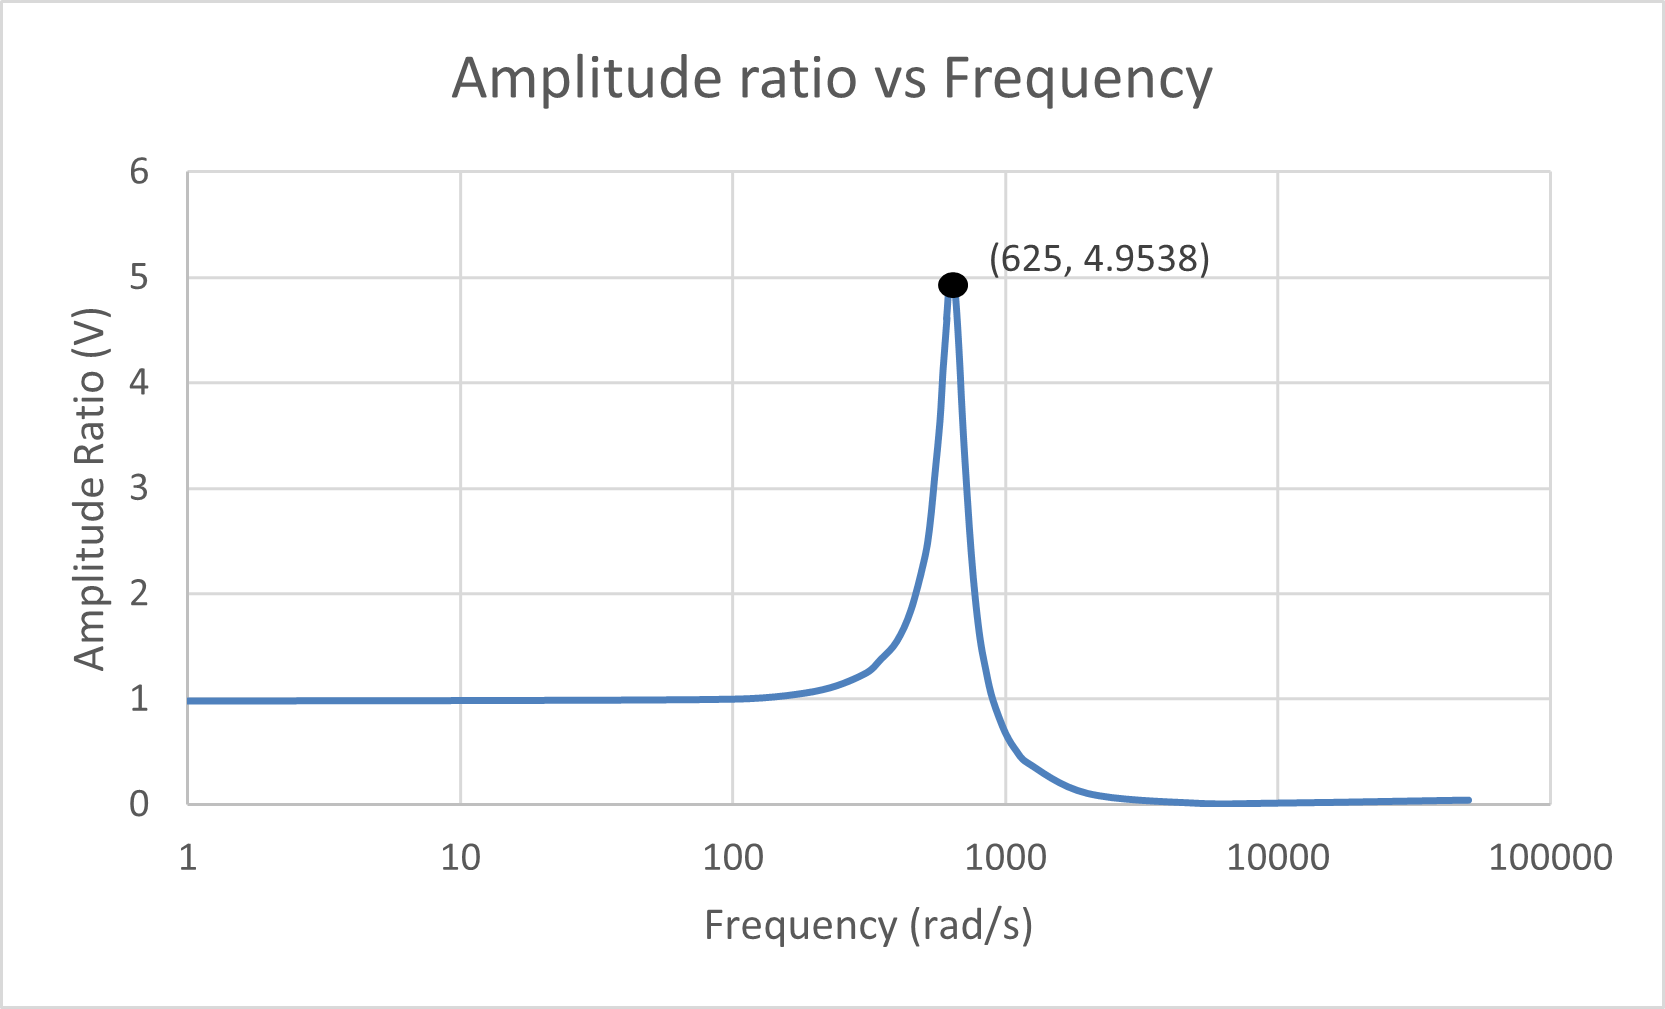 Amplitude ratio vs Frequency
6
(625, 4.9538)
5
4
3
2
1
0
Amplitude Ratio (V)
1 10 100 1000 10000 100000
Frequency (rad/s)